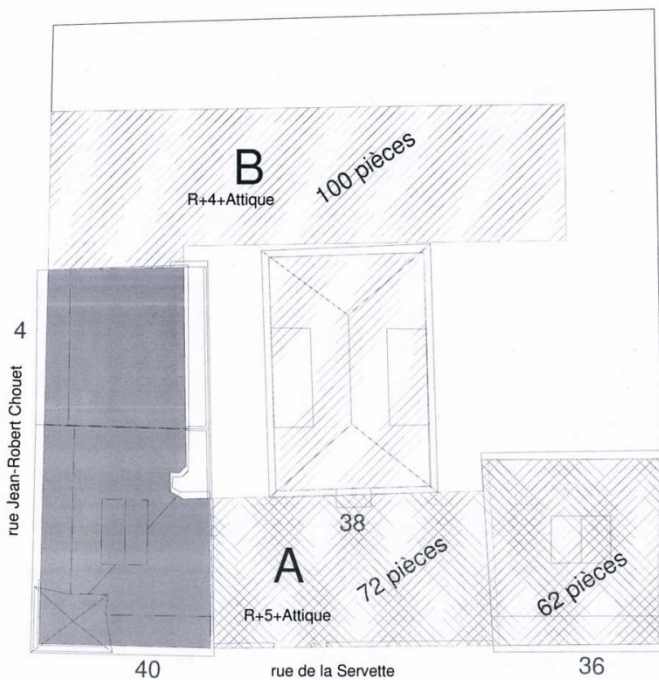 B
100 pièces
R+4+Attique
4
rue Jean-Robert Chouet
38
A
72 pièces
62 pièces
R+5+Attique
40
rue de la Servette
36